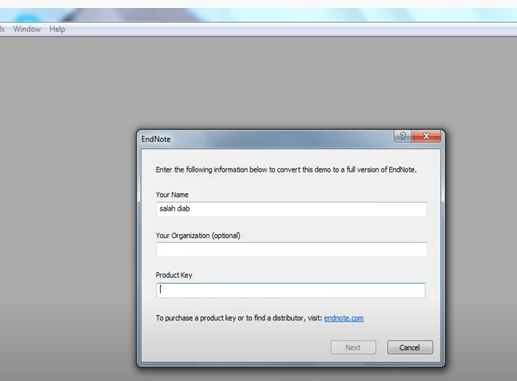 Window Help
EndNote
Enter the following information below to convert this demo to a full version of EndNote.
Your Name
salah diab
Your Organization (optional)
Product Key
To purchase a product key or to find a distributor, visit: endnote.com
Next Cancel